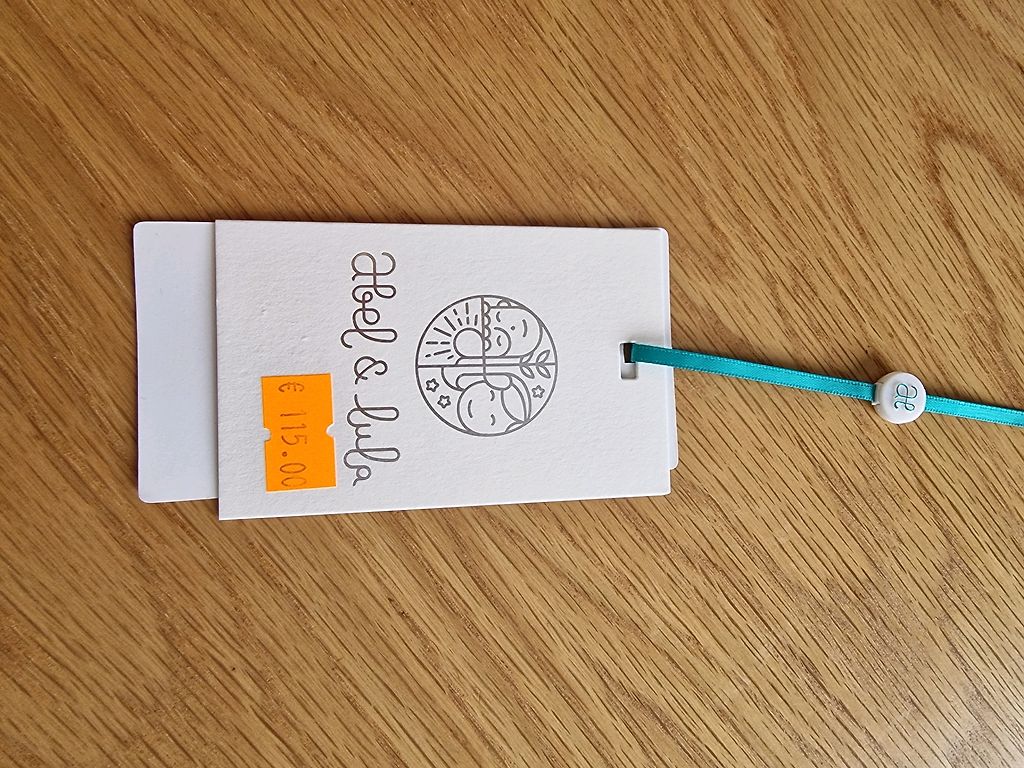 abel & lula
€ 115.00